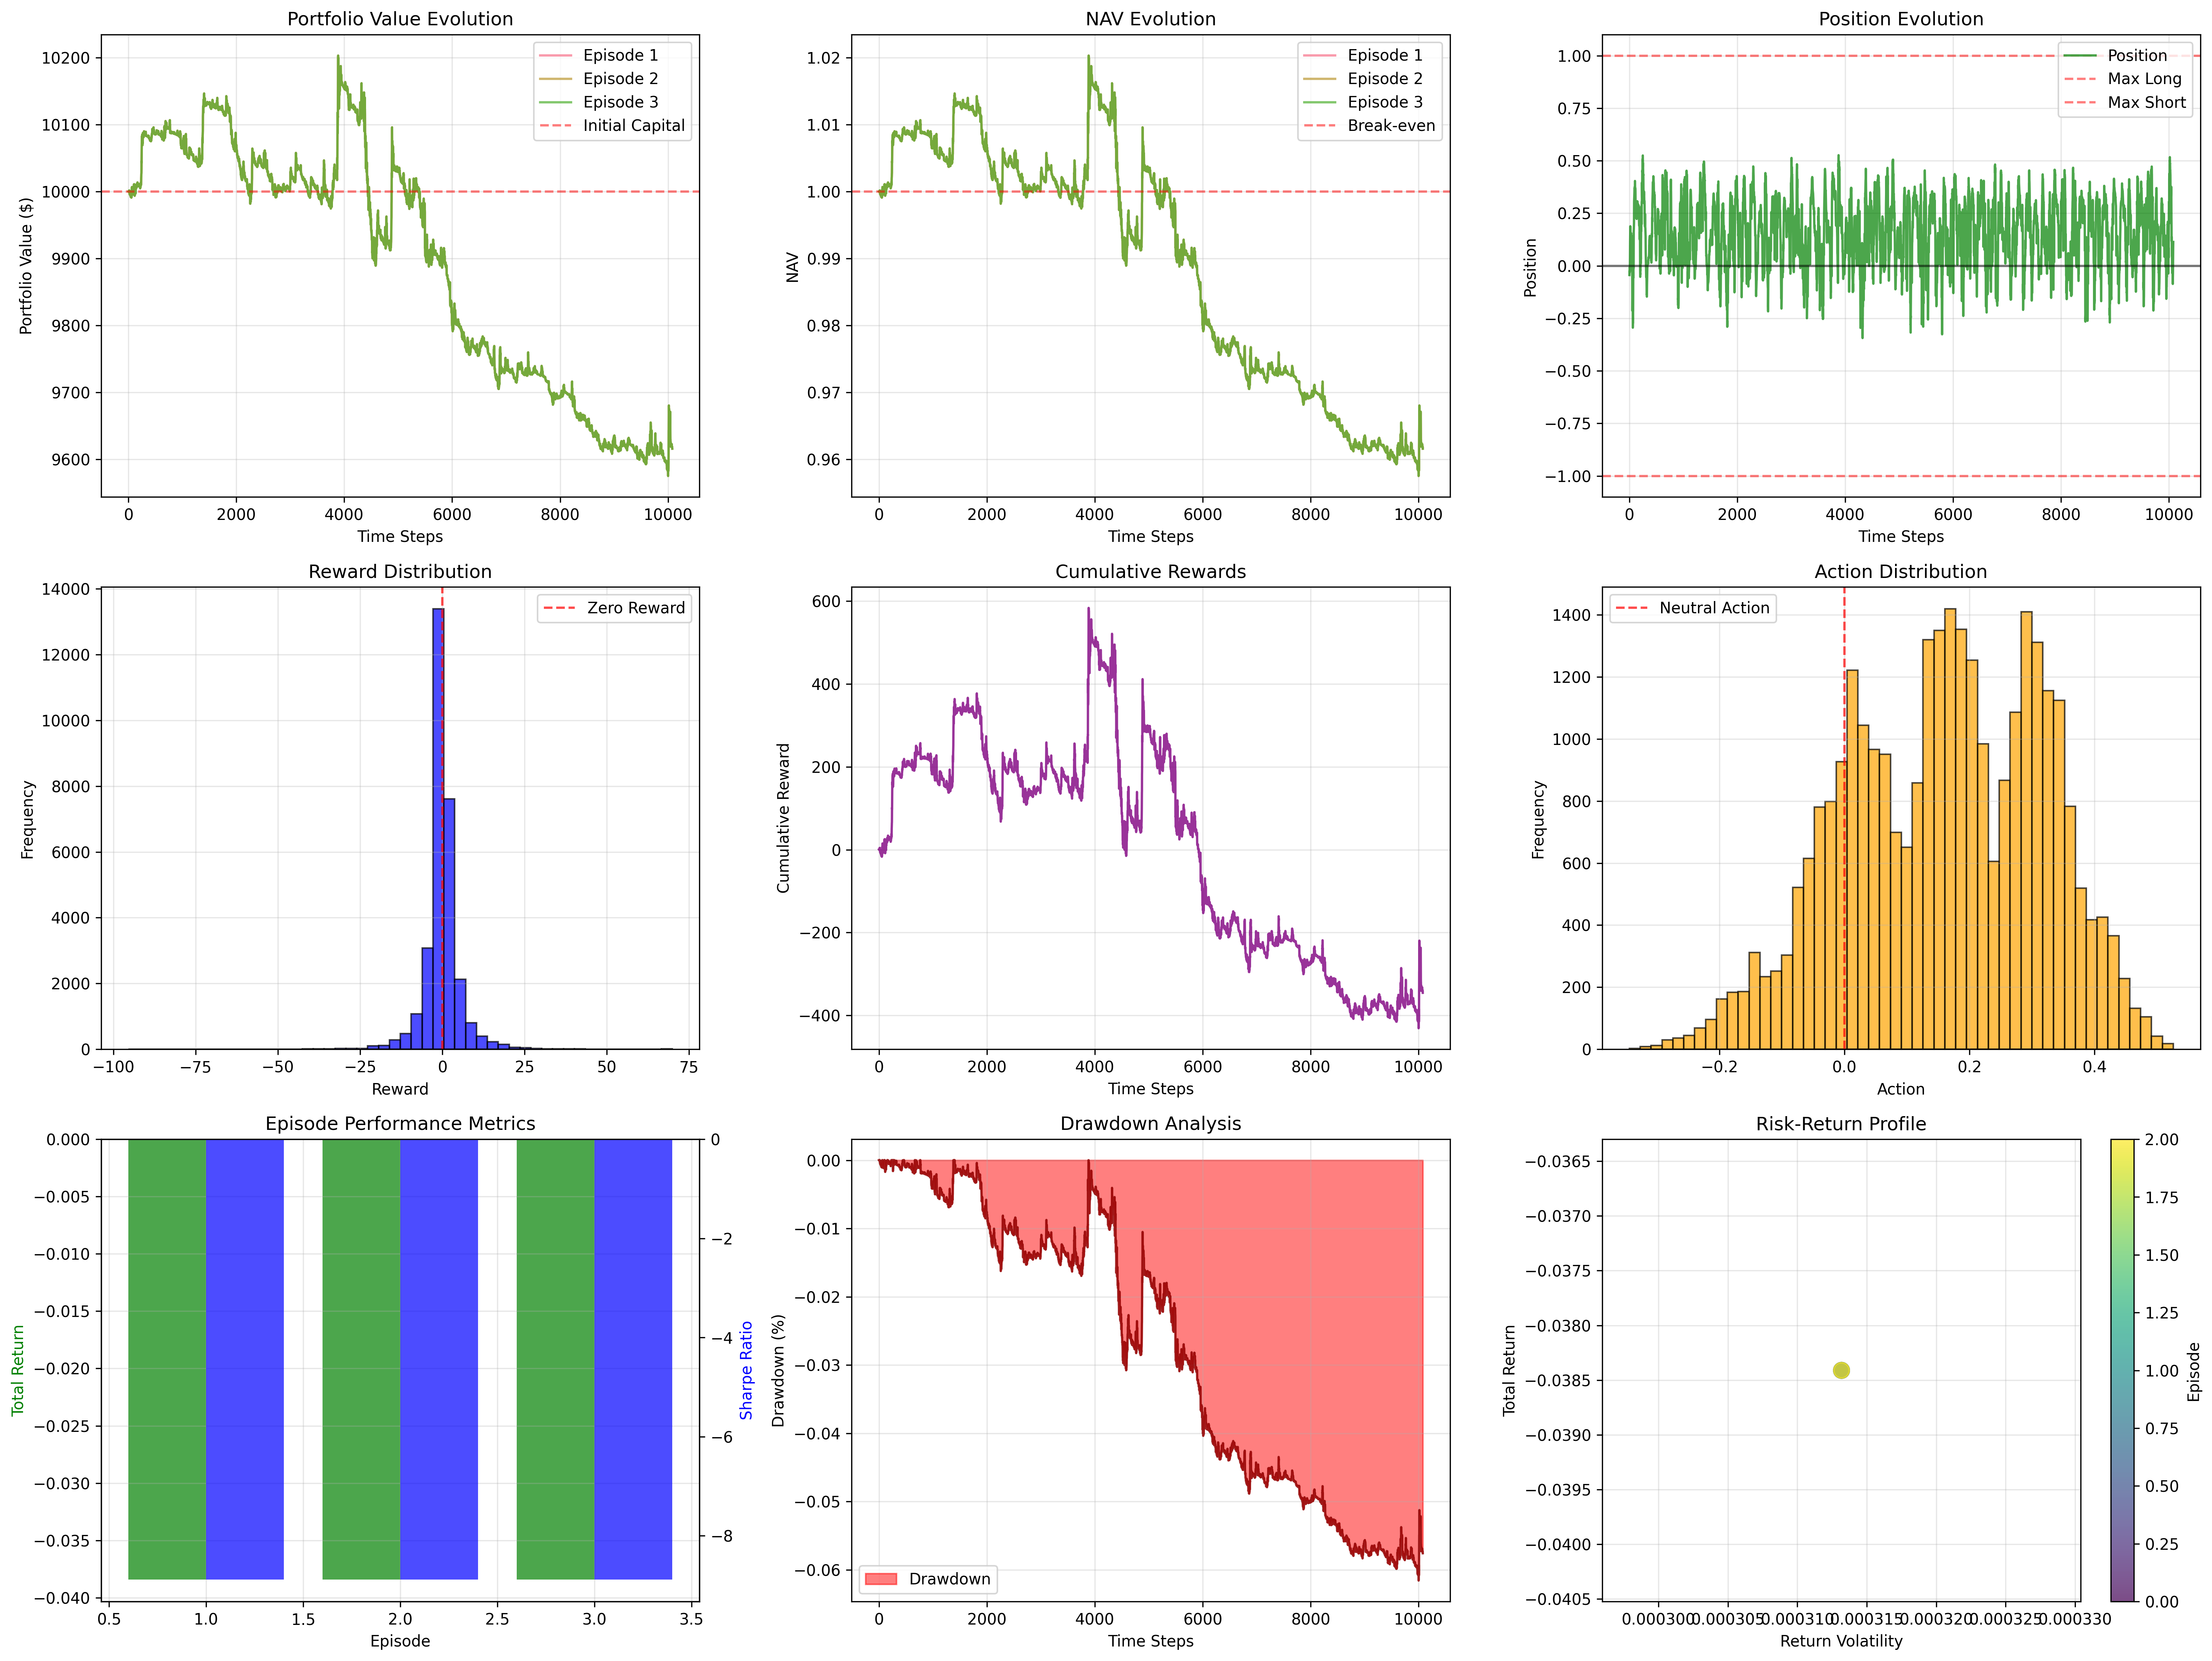 Portfolio Value Evolution
10200
10100
10000
9900
9800
9700
9600
Portfolio Value ($)
Episode 1
Episode 2
Episode 3
Initial Capital
0 2000 4000 6000 8000 10000
Time Steps
NAV Evolution
1.02
1.01
1.00
0.99
0.98
0.97
0.96
NAV
Episode 1
Episode 2
Episode 3
Break-even
0 2000 4000 6000 8000 10000
Time Steps
Position Evolution
1.00
0.75
0.50
0.25
0.00
−0.25
−0.50
−0.75
−1.00
Position
Position
Max Long
Max Short
0 2000 4000 6000 8000 10000
Time Steps
Reward Distribution
14000
12000
10000
8000
6000
4000
2000
0
Frequency
Zero Reward
−100 −75 −50 −25 0 25 50 75
Reward
Cumulative Rewards
600
400
200
0
−200
−400
Cumulative Reward
0 2000 4000 6000 8000 10000
Time Steps
Action Distribution
1400
1200
1000
800
600
400
200
0
Frequency
Neutral Action
−0.2 0.0 0.2 0.4
Action
Episode Performance Metrics
0.000
−0.005
−0.010
−0.015
−0.020
−0.025
−0.030
−0.035
−0.040
Total Return
0
−2
−4
−6
−8
Sharpe Ratio
0.5 1.0 1.5 2.0 2.5 3.0 3.5
Episode
Drawdown Analysis
0.00
−0.01
−0.02
−0.03
−0.04
−0.05
−0.06
Drawdown (%)
Drawdown
0 2000 4000 6000 8000 10000
Time Steps
Risk-Return Profile
−0.0365
−0.0370
−0.0375
−0.0380
−0.0385
−0.0390
−0.0395
−0.0400
−0.0405
Total Return
0.000300 0.000305 0.000310 0.000315 0.000320 0.000325 0.000330
Return Volatility
2.00
1.75
1.50
1.25
1.00
0.75
0.50
0.25
0.00
Episode